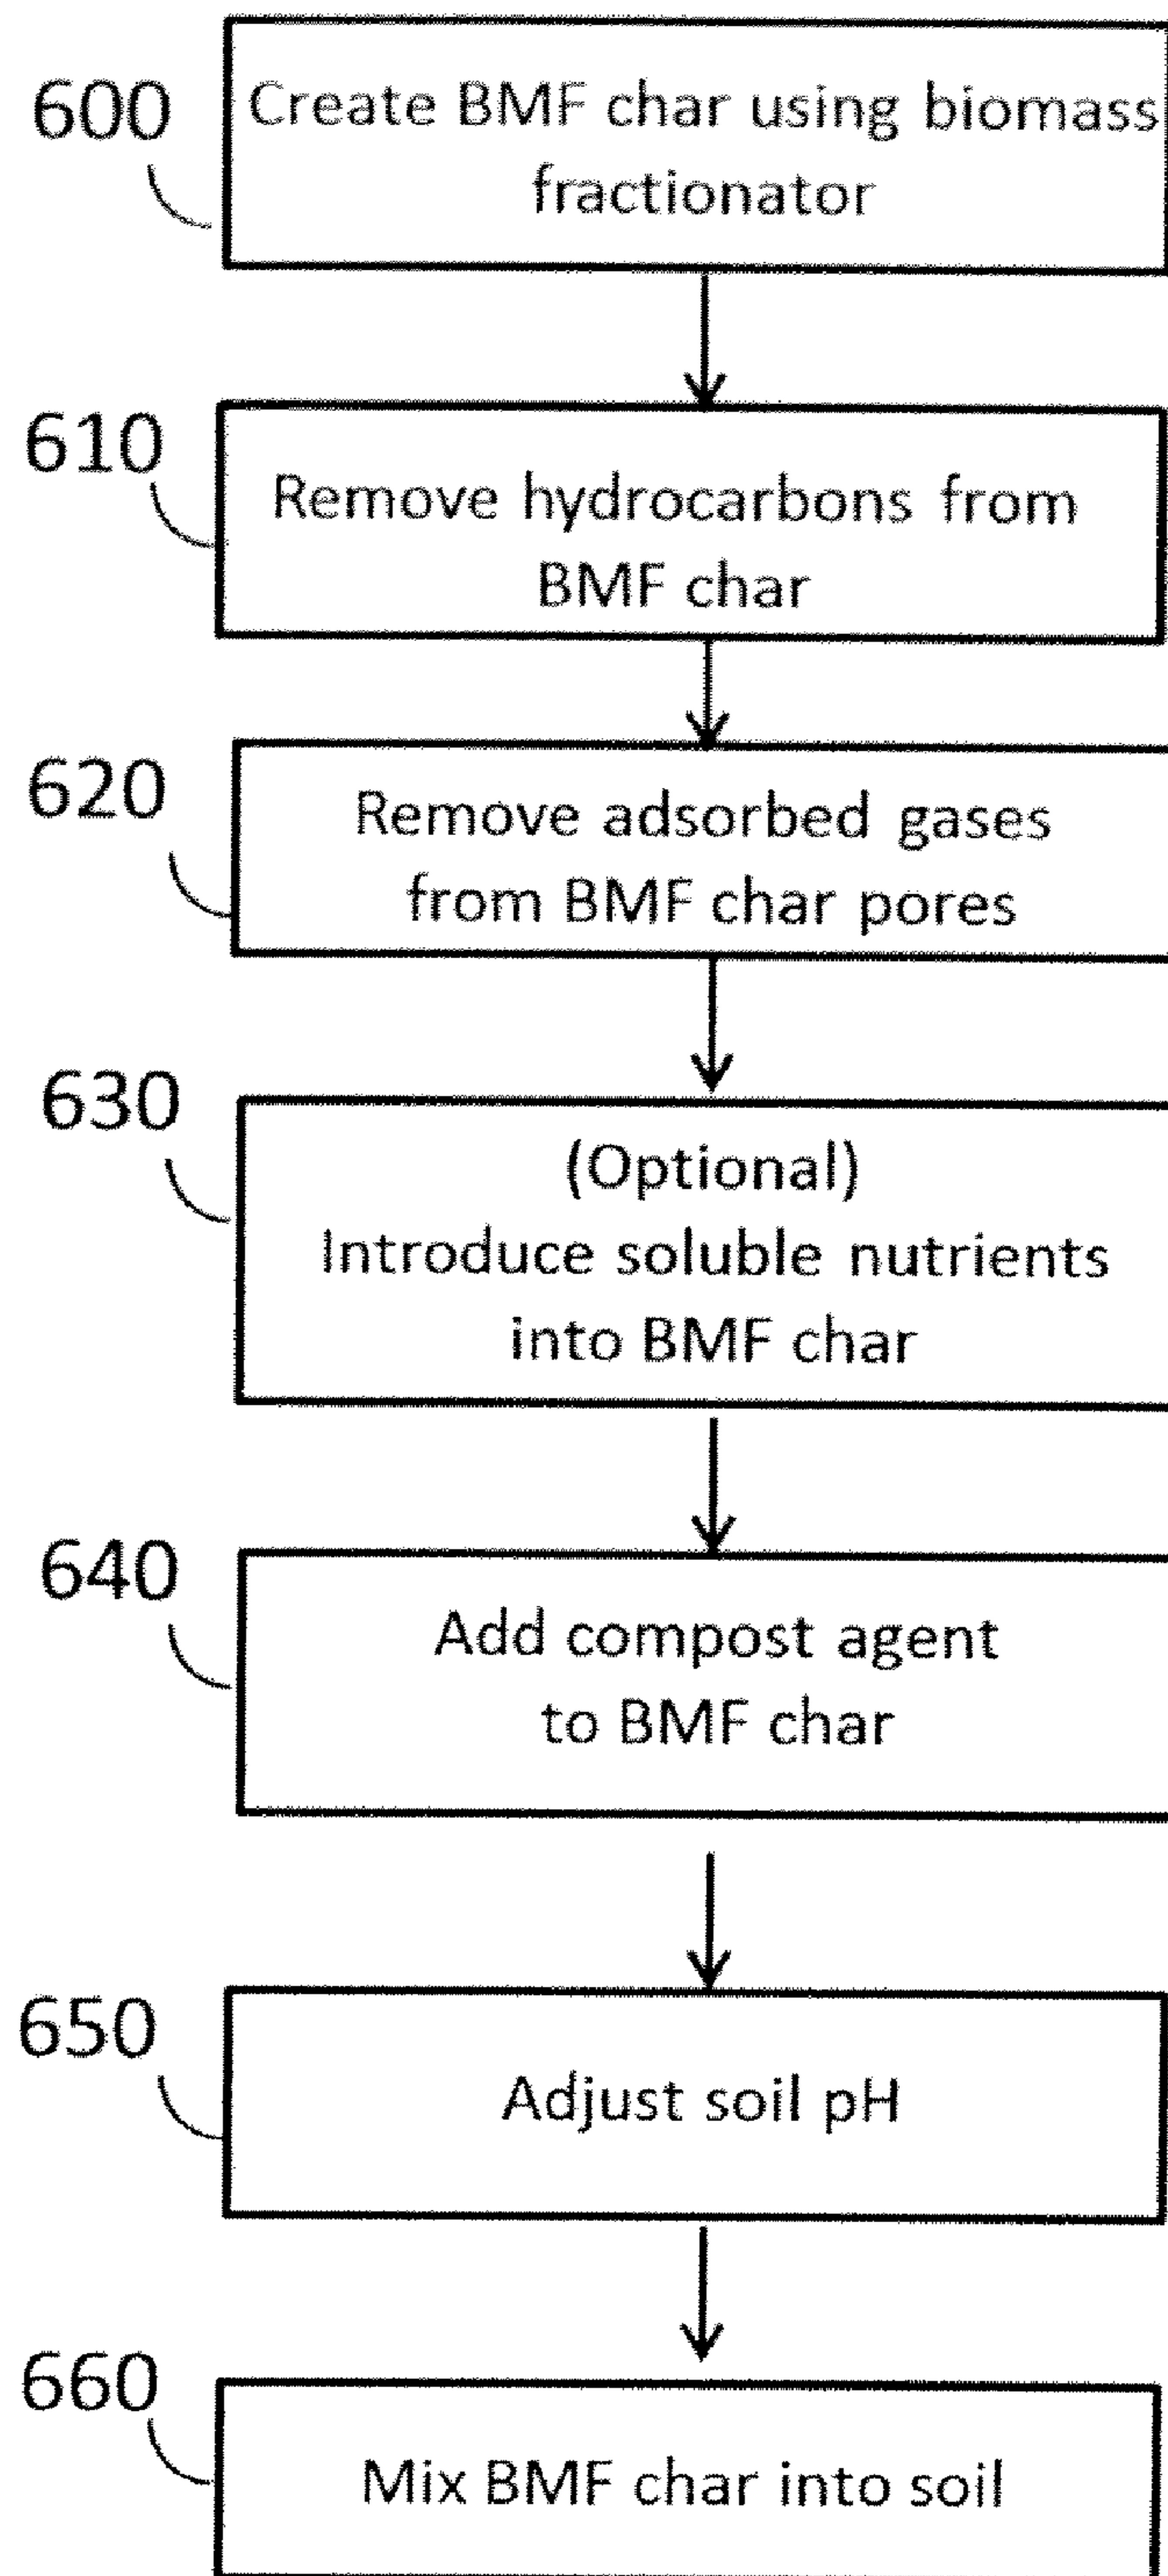 600
Create BMF char using biomass
fractionator
610
Remove hydrocarbons from
BMF char
620
Remove adsorbed gases
from BMF char pores
630
(Optional)
Introduce soluble nutrients
into BMF char
640
Add compost agent
to BMF char
650
Adjust soil pH
660
Mix BMF char into soil